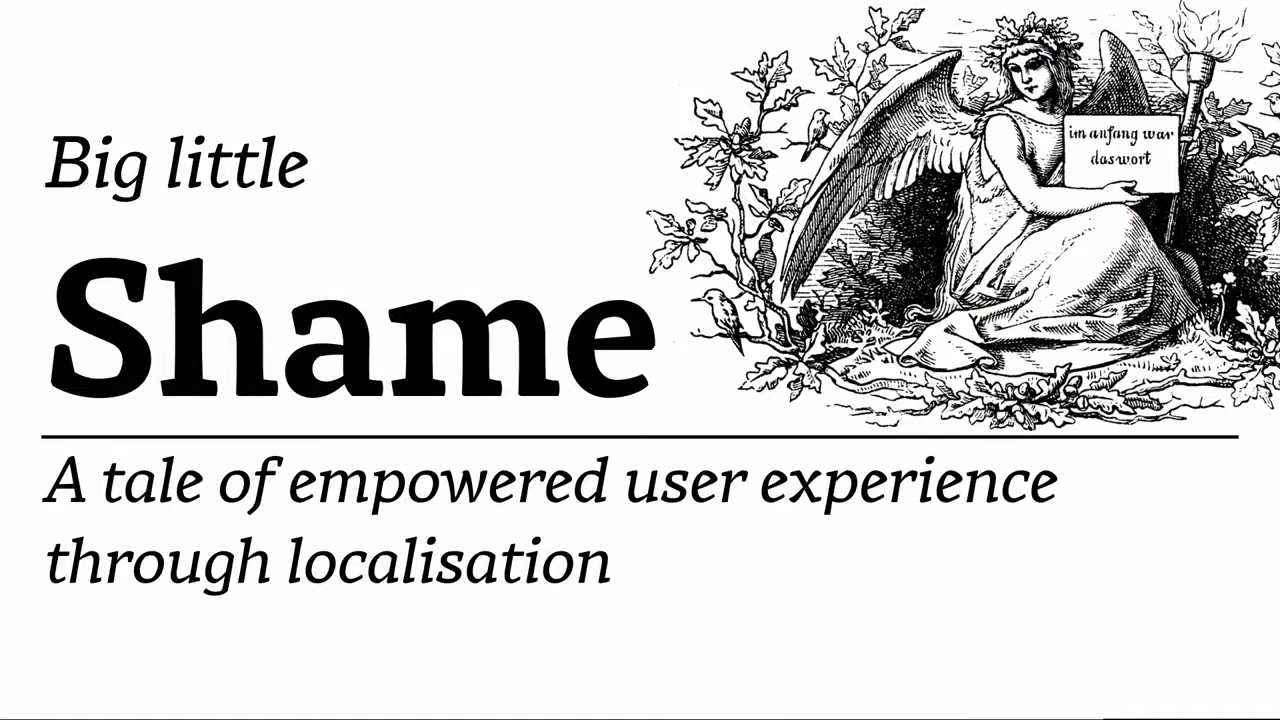 Big little
Shame
A tale of empowered user experience
through localisation
im anfang war
das wort